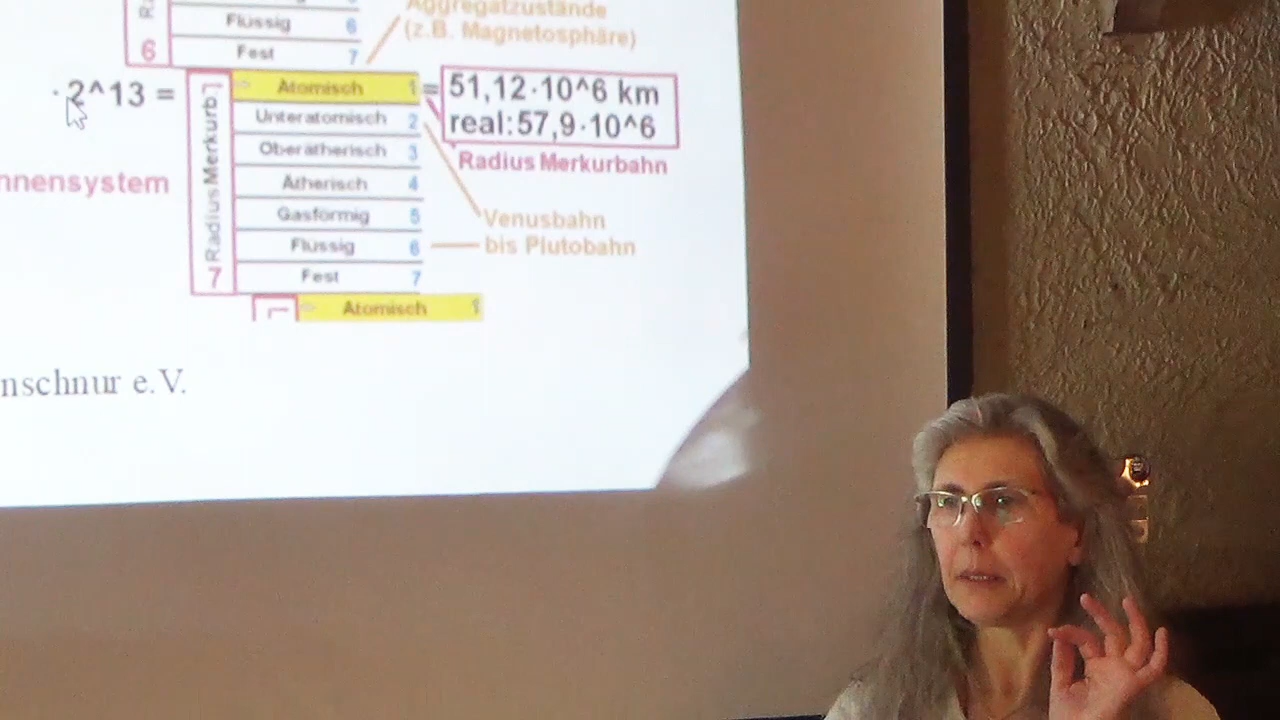 Aggregatzustände
Flüssig 6
(z.B. Magnetosphäre)
6
Fest 7
· 2^13 =
Atomisch 1
= 51,12·10^6 km
real:57,9·10^6
Radius Merkurbahn
Radius Merkurb.
Unteratomisch 2
Oberätherisch 3
Ätherisch 4
Gasförmig 5
Flüssig 6
Fest 7
7
nnensystem
Venusbahn
bis Plutobahn
Atomisch
nschnur e.V.